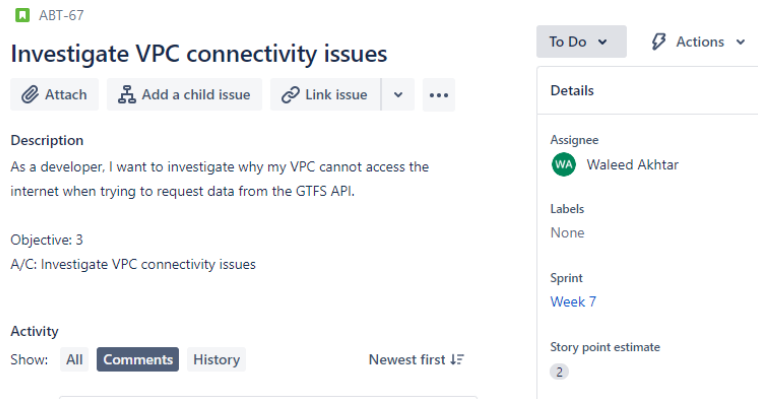 ABT-67
Investigate VPC connectivity issues
Attach
Add a child issue
Link issue
Description
As a developer, I want to investigate why my VPC cannot access the
internet when trying to request data from the GTFS API.
Objective: 3
A/C: Investigate VPC connectivity issues
Activity
Show: All Comments History Newest first
To Do
Actions
Details
Assignee
WA Waleed Akhtar
Labels
None
Sprint
Week 7
Story point estimate
2